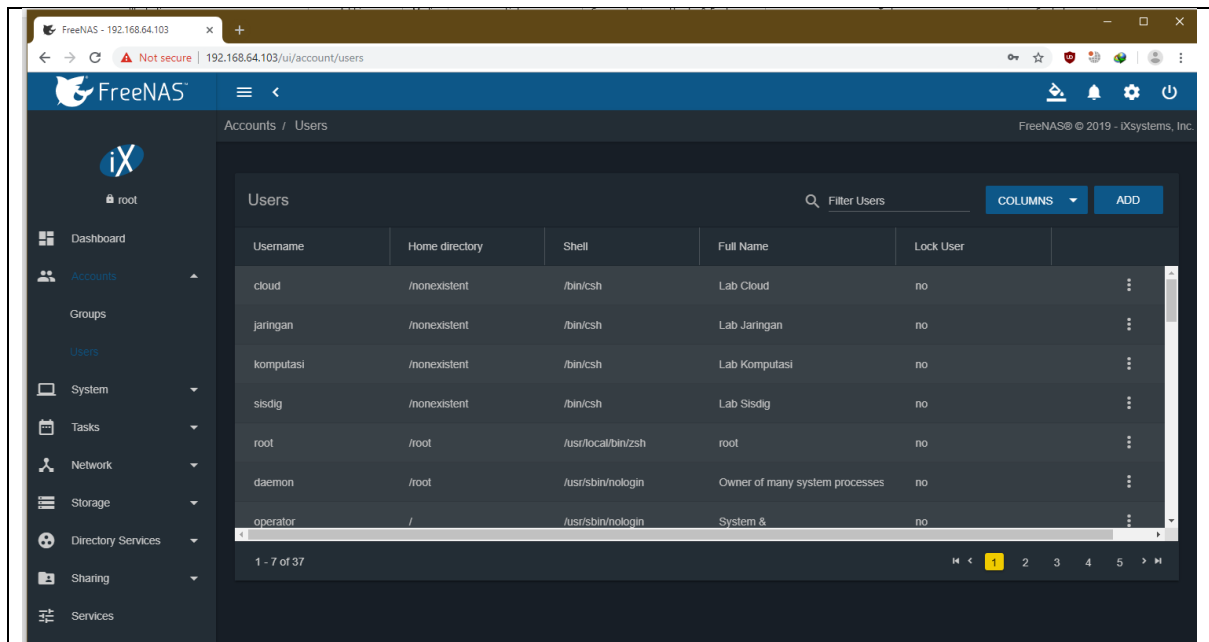 FreeNAS - 192.168.64.103
Not secure | 192.168.64.103/ui/account/users
FreeNAS
Accounts / Users
FreeNAS® © 2019 - iXsystems, Inc.
iX
root
Dashboard
Accounts
Groups
Users
System
Tasks
Network
Storage
Directory Services
Sharing
Services
Users
Filter Users
COLUMNS
ADD
Username Home directory Shell Full Name Lock User
cloud /nonexistent /bin/csh Lab Cloud no
jaringan /nonexistent /bin/csh Lab Jaringan no
komputasi /nonexistent /bin/csh Lab Komputasi no
sisdig /nonexistent /bin/csh Lab Sisdig no
root /root /usr/local/bin/zsh root no
daemon /root /usr/sbin/nologin Owner of many system processes no
operator / /usr/sbin/nologin System & no
1 - 7 of 37
1 2 3 4 5